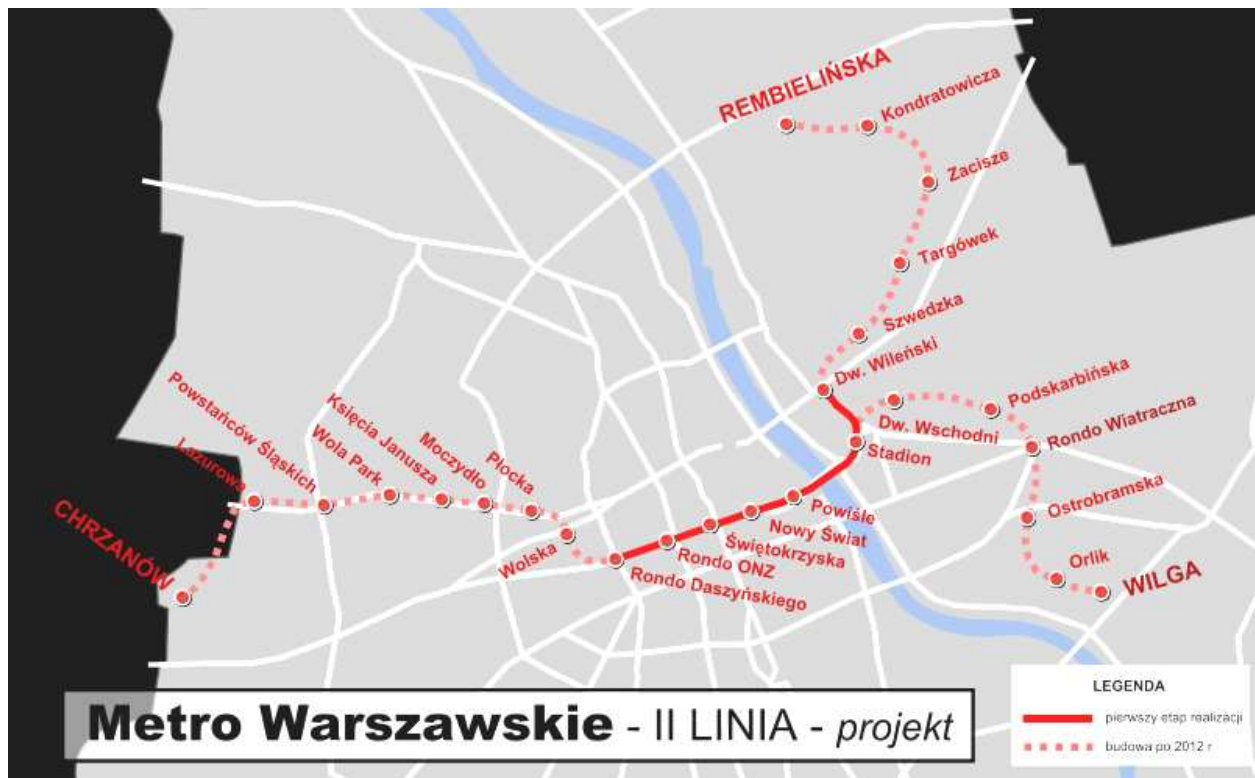 REMBIELIŃSKA
Kondratowicza
Zacisze
Targówek
Szwedzka
Dw. Wileński
Podskarbińska
Dw. Wschodni
Rondo Wiatraczna
Stadion
Powstańców Śląskich
Księcia Janusza
Lazurowa
Wola Park
Moczydło
Płocka
CHRZANÓW
Powiśle
Nowy Świat
Świętokrzyska
Rondo ONZ
Rondo Daszyńskiego
Wolska
Ostrobramska
Orlik
WILGA
Metro Warszawskie - II LINIA - projekt
LEGENDA
pierwszy etap realizacji
budowa po 2012 r